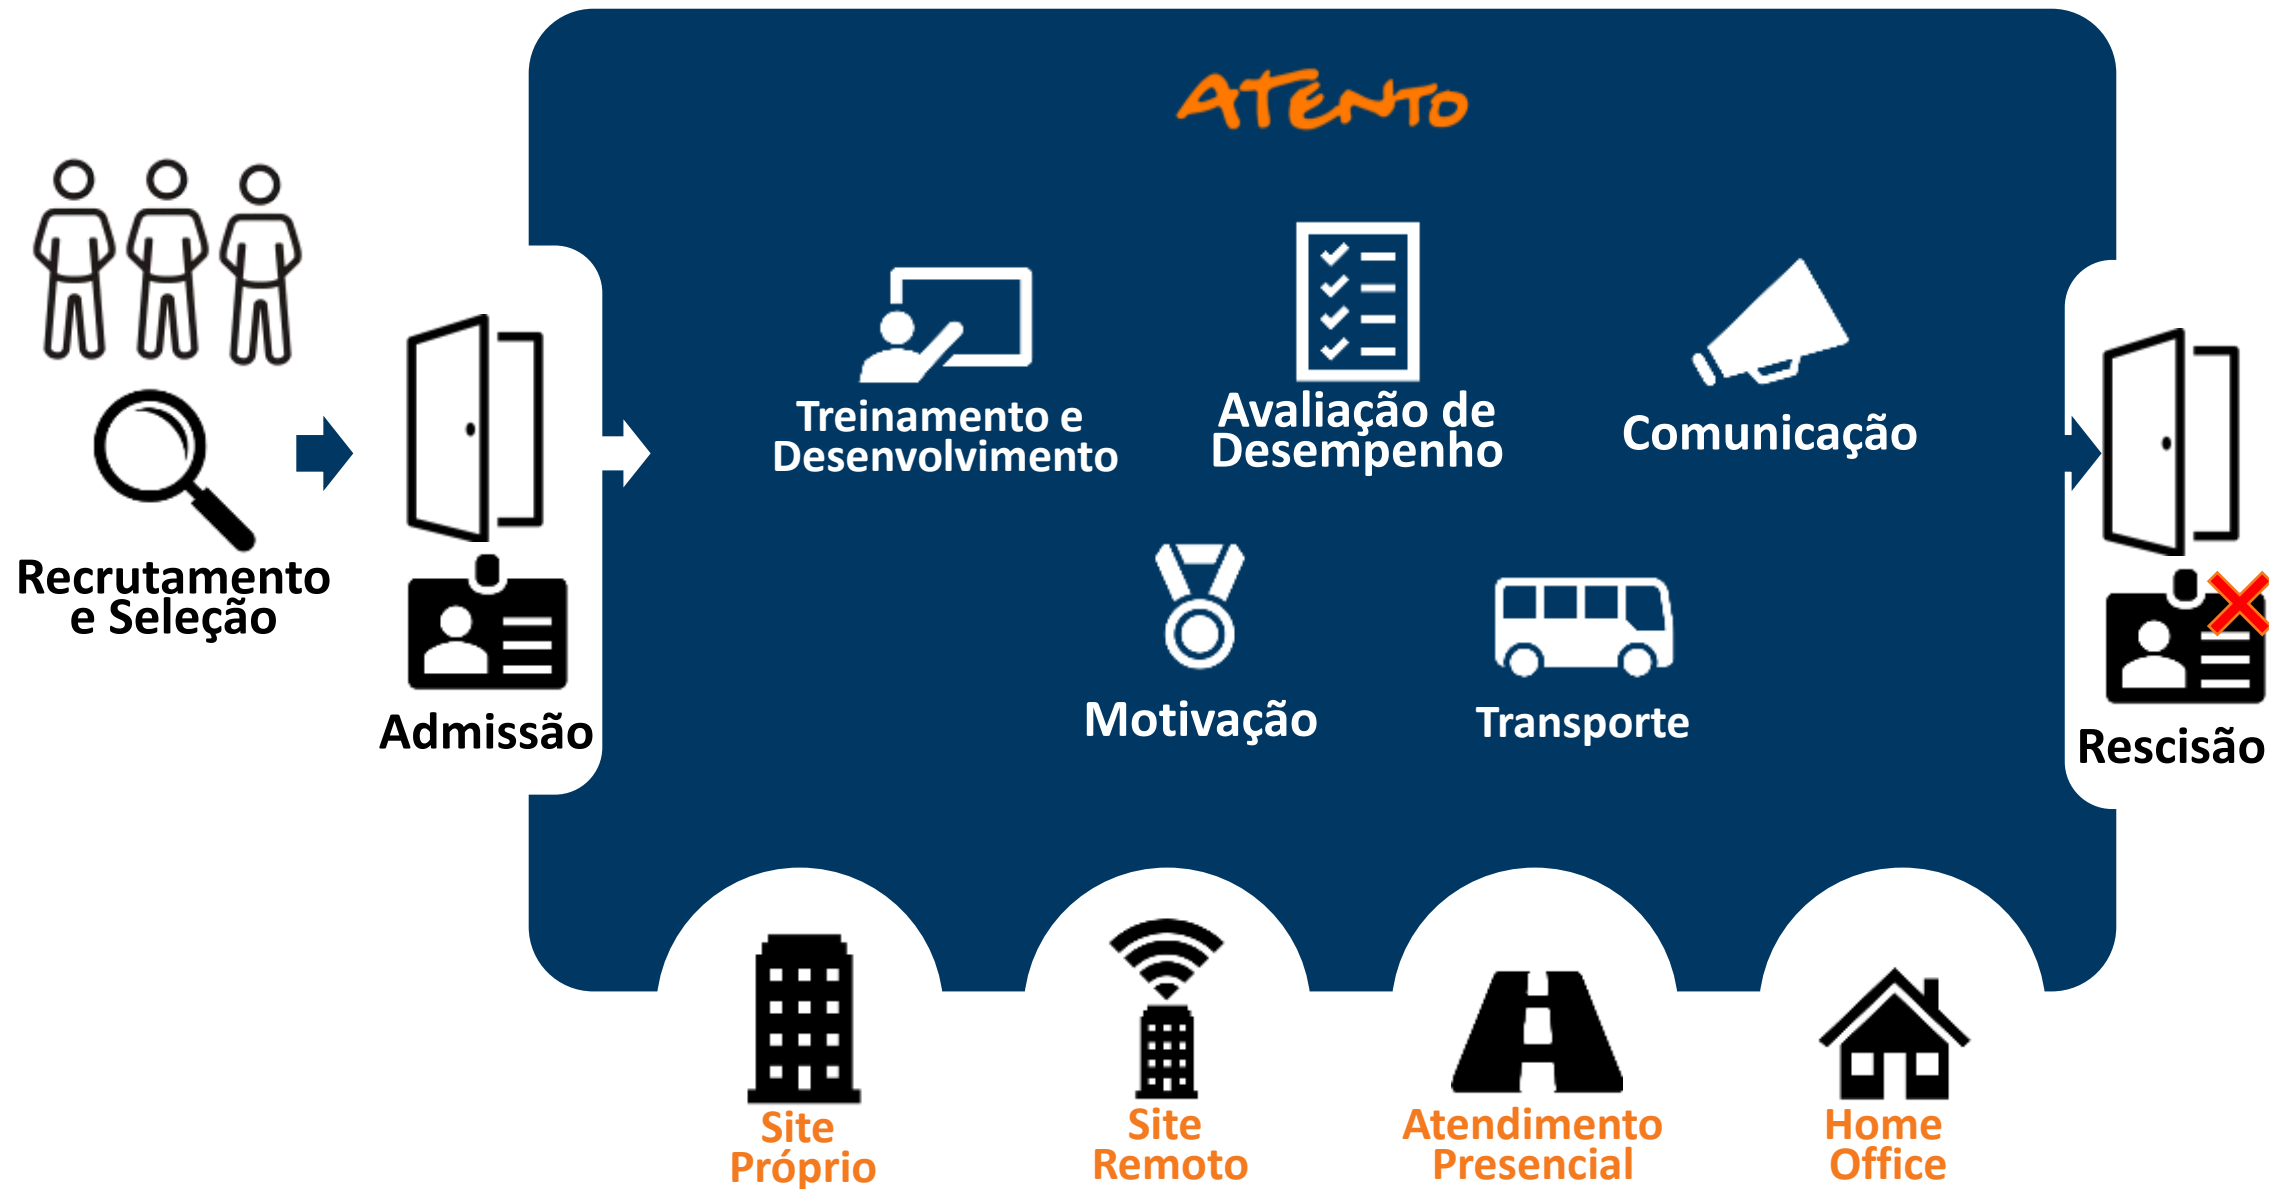 ATENTO
Recrutamento
e Seleção
Admissão
Treinamento e
Desenvolvimento
Avaliação de
Desempenho
Comunicação
Motivação
Transporte
Rescisão
Site
Próprio
Site
Remoto
Atendimento
Presencial
Home
Office